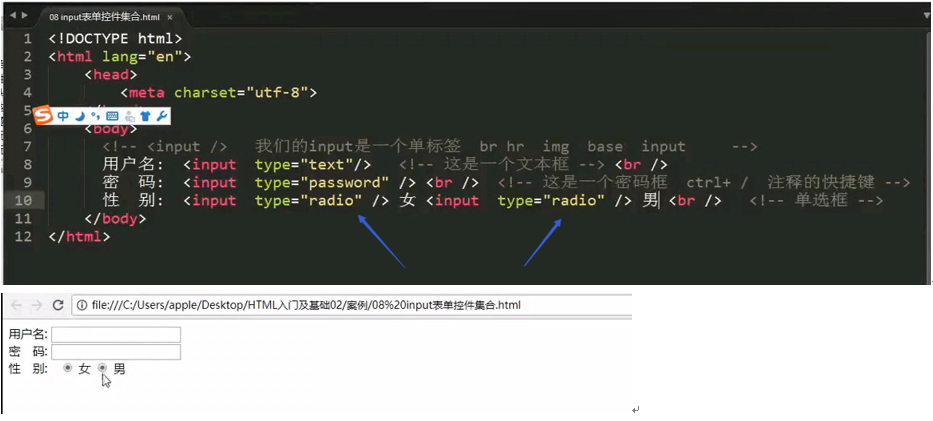 08 input表单控件集合.html ×
1 <!DOCTYPE html>
2 <html lang="en">
3 <head>
4 <meta charset="utf-8">
5
中
6 <body>
7 <!-- <input /> 我们的input是一个单标签 br hr img base input -->
8 用户名: <input type="text"/> <!-- 这是一个文本框 --> <br />
9 密 码: <input type="password" /> <br /> <!-- 这是一个密码框 ctrl+ / 注释的快捷键 -->
10 性 别: <input type="radio" /> 女 <input type="radio" /> 男 <br /> <!-- 单选框 -->
11 </body>
12 </html>
file:///C:/Users/apple/Desktop/HTML入门及基础02/案例/08%20input表单控件集合.html
用户名:
密 码:
性 别: 女 男